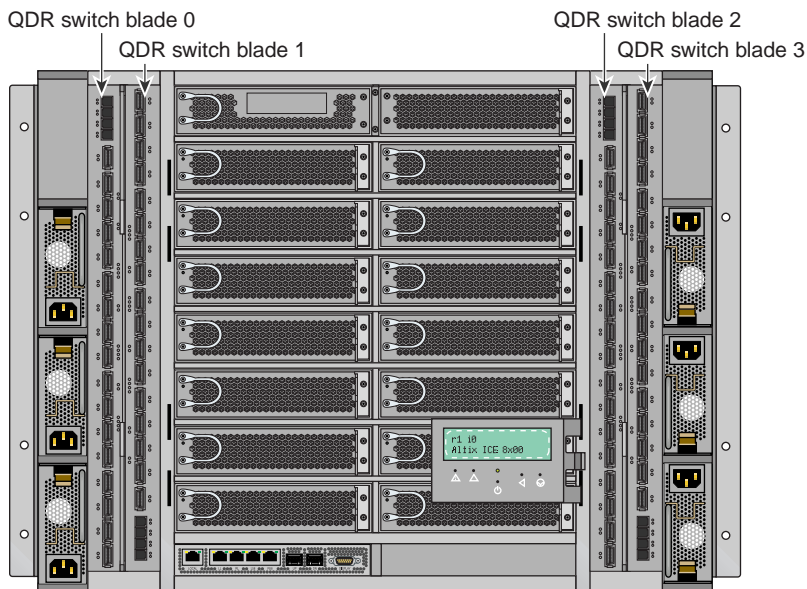 QDR switch blade 0
QDR switch blade 1
QDR switch blade 2
QDR switch blade 3
r1 i0
Altix ICE 8x00